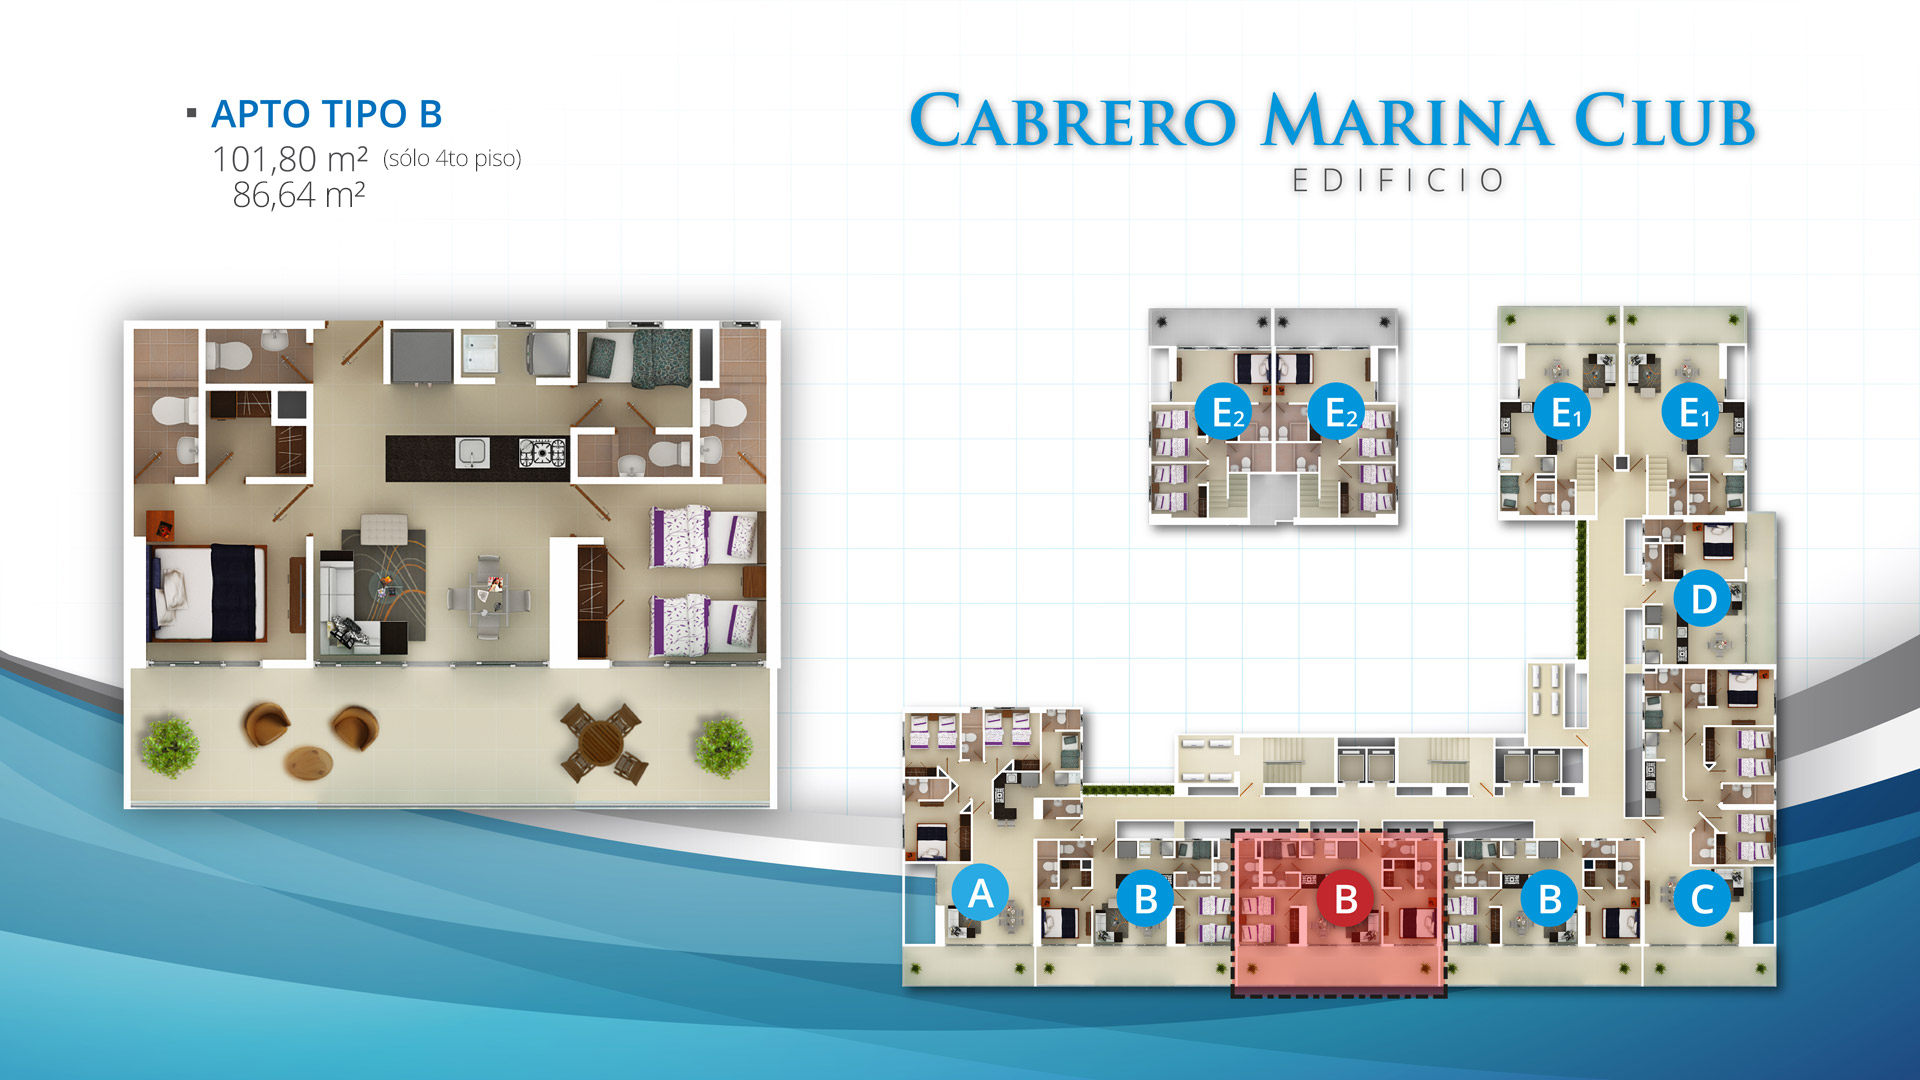 ▪ APTO TIPO B
101,80 m² (sólo 4to piso)
86,64 m²
CABRERO MARINA CLUB
EDIFICIO
E2
E2
E1
E1
D
A
B
B
B
C